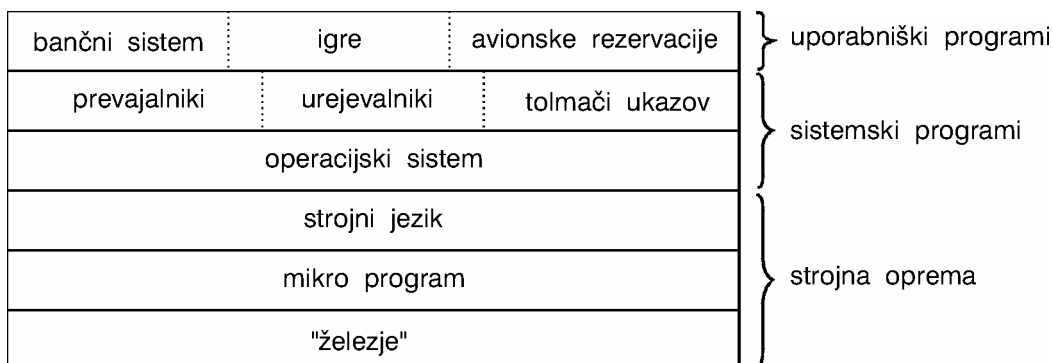 bančni sistem igre avionske rezervacije uporabniški programi
prevajalniki urejevalniki tolmači ukazov
sistemski programi
operacijski sistem
strojni jezik
mikro program strojna oprema
"železje"